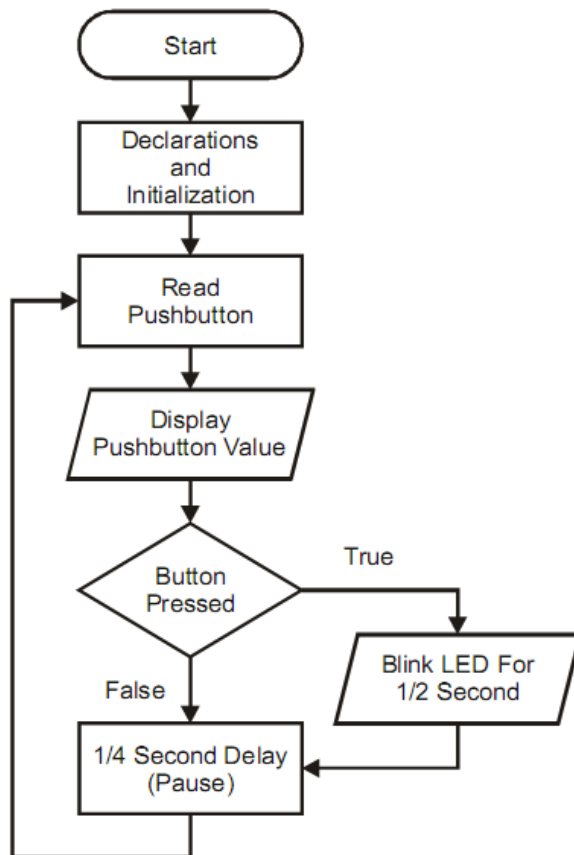 Start
Declarations
and
Initialization
Read
Pushbutton
Display
Pushbutton Value
Button
Pressed
True
False
Blink LED For
1/2 Second
1/4 Second Delay
(Pause)